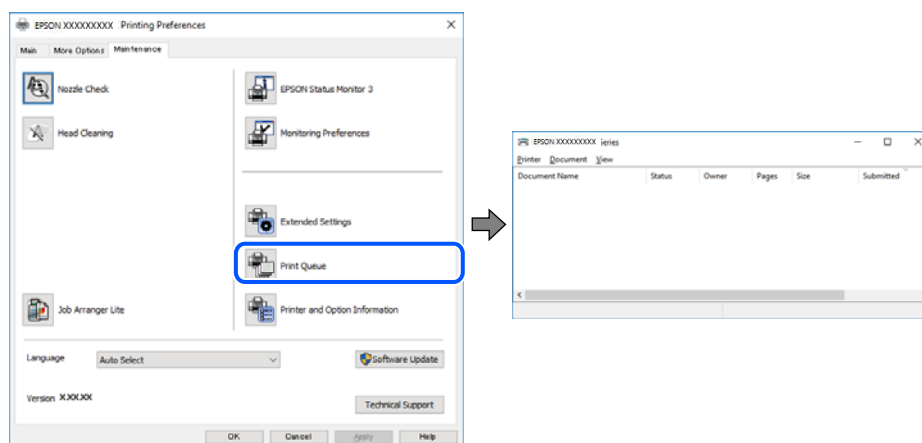 EPSON XXXXXXXXX Printing Preferences
Main More Options Maintenance
Nozzle Check
EPSON Status Monitor 3
Head Cleaning
Monitoring Preferences
Extended Settings
Print Queue
Job Arranger Lite
Printer and Option Information
Language Auto Select
Software Update
Version X.XX.XX
Technical Support
OK Cancel Apply Help
EPSON XXXXXXXXX jeries
Printer Document View
Document Name Status Owner Pages Size Submitted